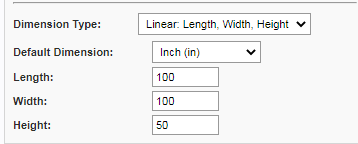 Dimension Type: Linear: Length, Width, Height
Default Dimension: Inch (in)
Length: 100
Width: 100
Height: 50